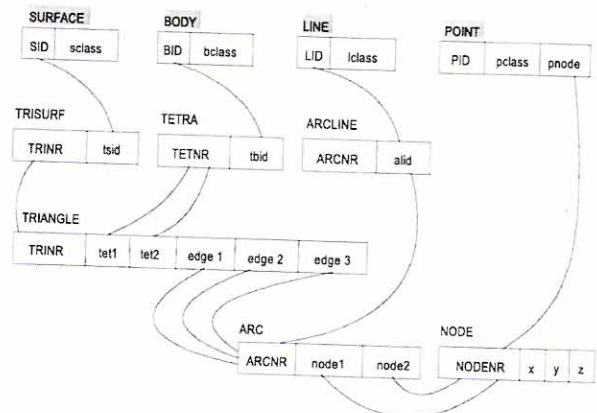 SURFACE
BODY
LINE
POINT
SID sclass
BID bclass
LID lclass
PID pclass pnode
TRISURF
TETRA
ARCLINE
TRINR tsid
TETNR tbid
ARCNR alid
TRIANGLE
TRINR tet1 tet2 edge 1 edge 2 edge 3
ARC
NODE
ARCNR node1 node2
NODENR x y z